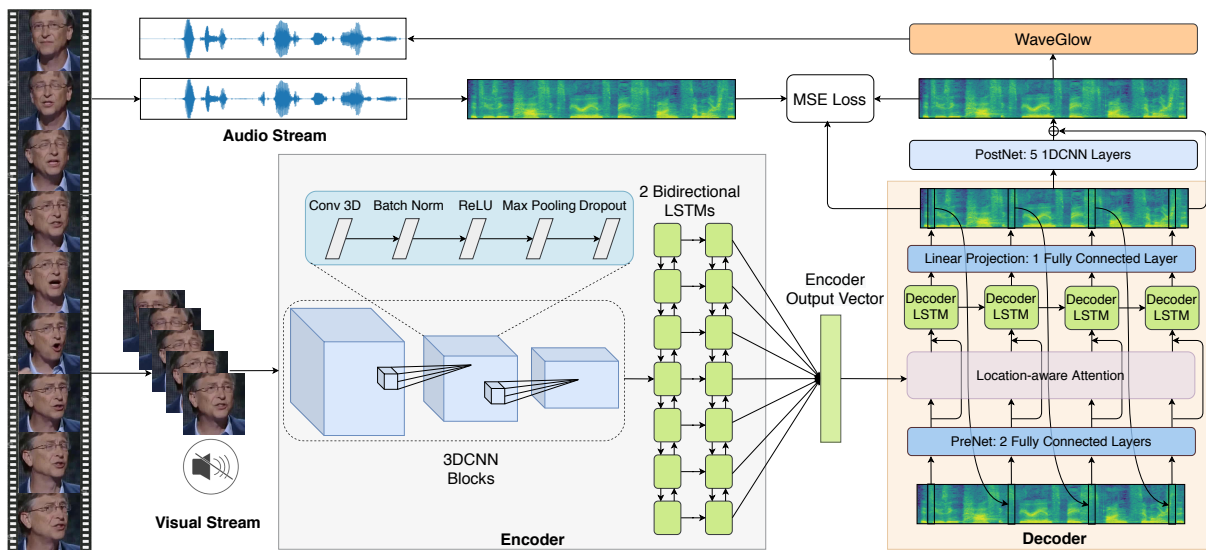 WaveGlow
MSE Loss
Audio Stream
PostNet: 5 1DCNN Layers
2 Bidirectional
LSTMs
Conv 3D
Batch Norm
ReLU
Max Pooling
Dropout
Linear Projection: 1 Fully Connected Layer
Encoder
Output Vector
Decoder
LSTM
Decoder
LSTM
Decoder
LSTM
Decoder
LSTM
Location-aware Attention
PreNet: 2 Fully Connected Layers
3DCNN
Blocks
Visual Stream
Encoder
Decoder